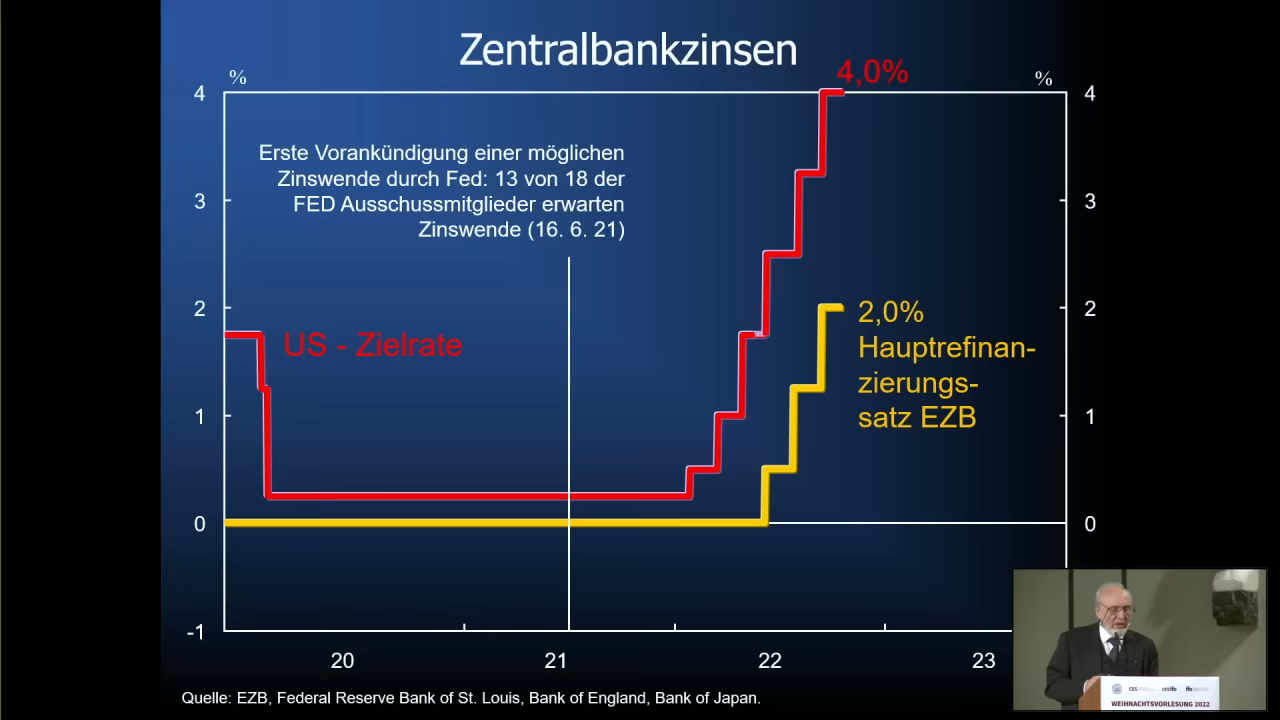 Zentralbankzinsen
%
4,0%
%
4
4
Erste Vorankündigung einer möglichen
Zinswende durch Fed: 13 von 18 der
FED Ausschussmitglieder erwarten
Zinswende (16. 6. 21)
3
3
2
2
2,0%
Hauptrefinan-
zierungs-
satz EZB
US - Zielrate
1
1
0
0
-1
20
21
22
23
Quelle: EZB, Federal Reserve Bank of St. Louis, Bank of England, Bank of Japan.
CES
CESifo
ifo
WEIHNACHTSVORLESUNG 2022